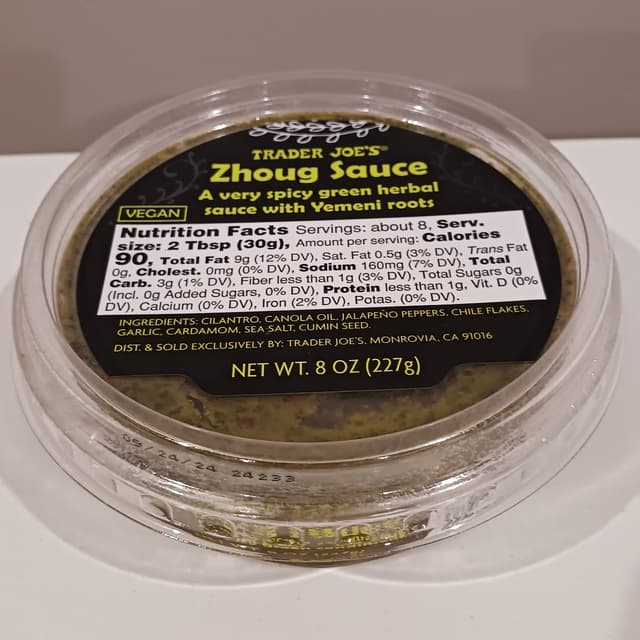 TRADER JOE'S®
Zhoug Sauce
A very spicy green herbal
sauce with Yemeni roots
VEGAN
Nutrition Facts Servings: about 8, Serv.
size: 2 Tbsp (30g), Amount per serving: Calories
90, Total Fat 9g (12% DV), Sat. Fat 0.5g (3% DV), Trans Fat
0g, Cholest. 0mg (0% DV), Sodium 160mg (7% DV), Total
Carb. 3g (1% DV), Fiber less than 1g (3% DV), Total Sugars 0g
(Incl. 0g Added Sugars, 0% DV), Protein less than 1g, Vit. D (0%
DV), Calcium (0% DV), Iron (2% DV), Potas. (0% DV).
INGREDIENTS: CILANTRO, CANOLA OIL, JALAPEÑO PEPPERS, CHILE FLAKES,
GARLIC, CARDAMOM, SEA SALT, CUMIN SEED.
DIST. & SOLD EXCLUSIVELY BY: TRADER JOE'S, MONROVIA, CA 91016
NET WT. 8 OZ (227g)
09/24/24 24233